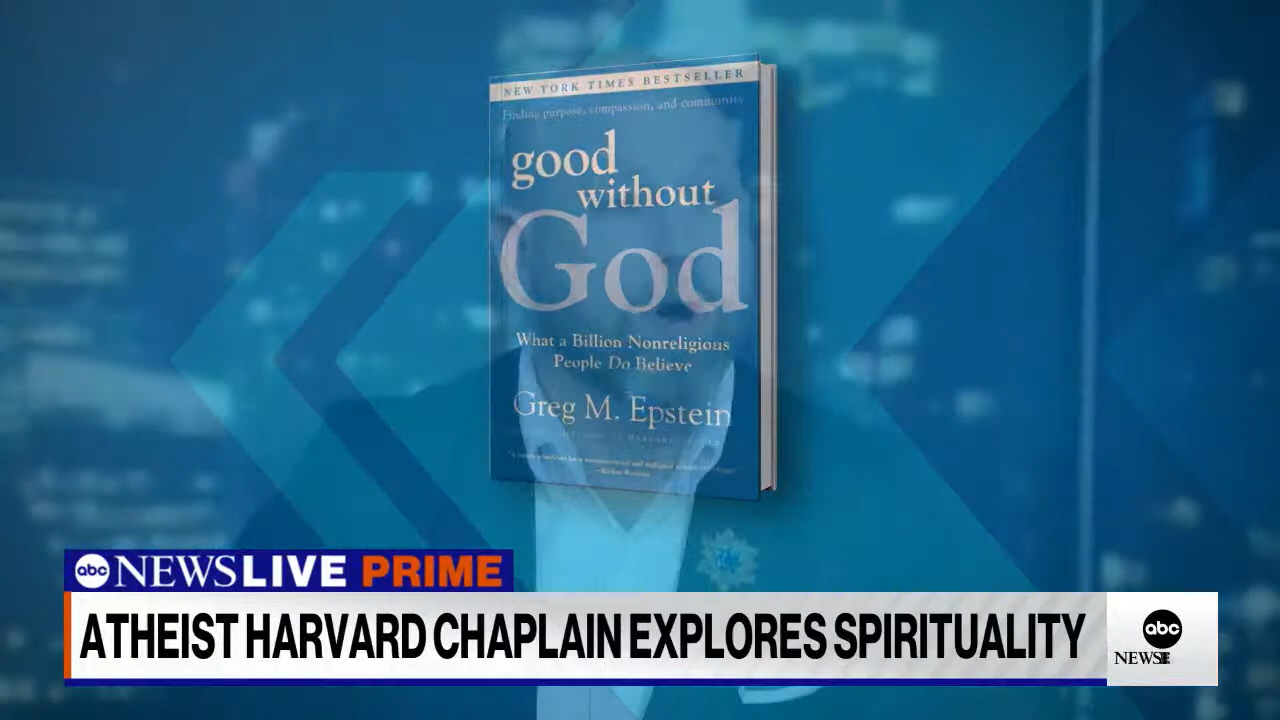 NEW YORK TIMES BESTSELLER
Finding purpose, compassion, and community
good
without
God
What a Billion Nonreligious
People Do Believe
Greg M. Epstein
abc NEWS LIVE PRIME
ATHEIST HARVARD CHAPLAIN EXPLORES SPIRITUALITY
abc
NEWS